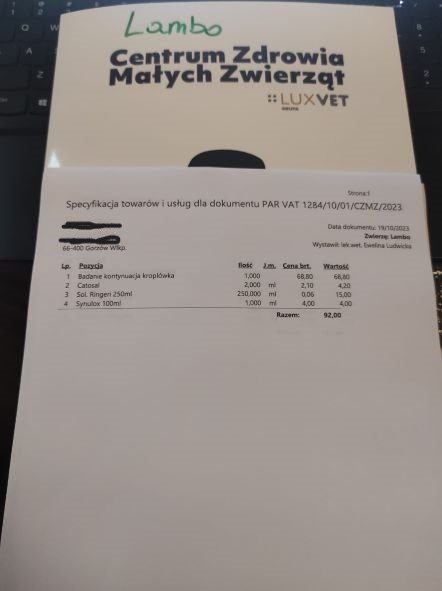 Lambo
Centrum Zdrowia
Małych Zwierząt
LUXVET
GRUPA
Strona:1
Specyfikacja towarów i usług dla dokumentu PAR VAT 1284/10/01/CZMZ/2023
Data dokumentu: 19/10/2023
Zwierzę: Lambo
66-400 Gorzów Wlkp.
Wystawił: lek.wet. Ewelina Ludwicka
Lp. Pozycja Ilość J.m. Cena brt. Wartość
1 Badanie kontynuacja kroplówka 1,000 68,80 68,80
2 Catosal 2,000 ml 2,10 4,20
3 Sol. Ringeri 250ml 250,000 ml 0,06 15,00
4 Synulox 100ml 1,000 ml 4,00 4,00
Razem: 92,00